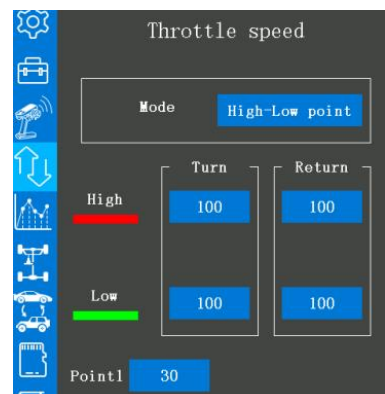 Throttle speed
Mode High-Low point
Turn Return
High 100 100
Low 100 100
Point1 30